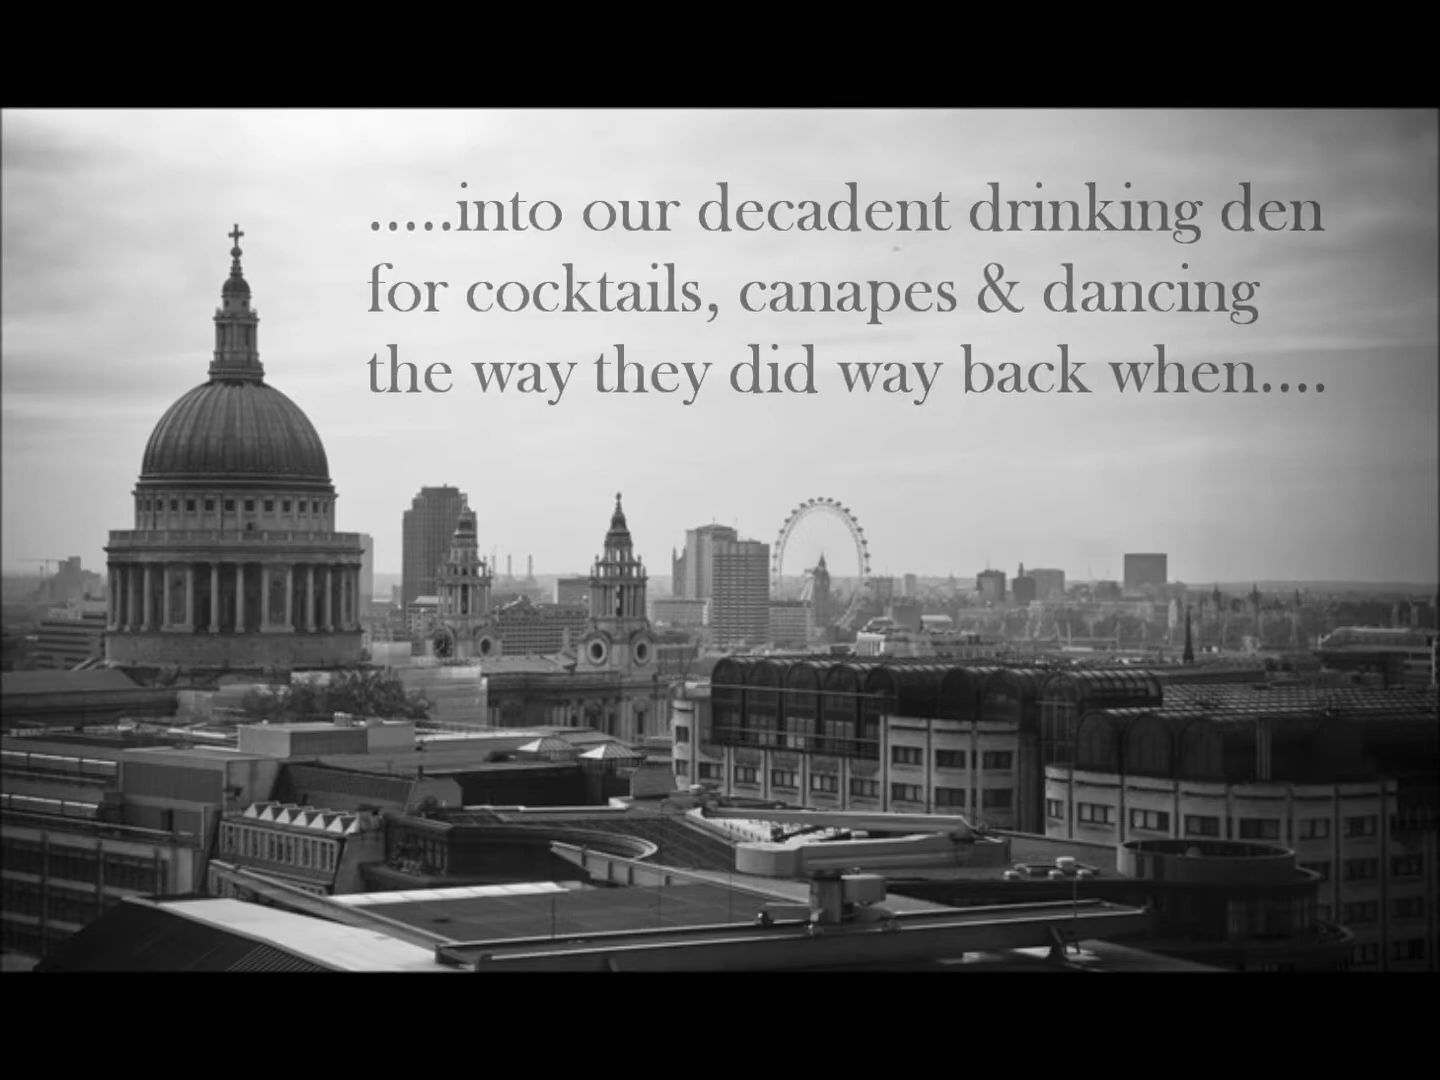 .....into our decadent drinking den
for cocktails, canapes & dancing
the way they did way back when....